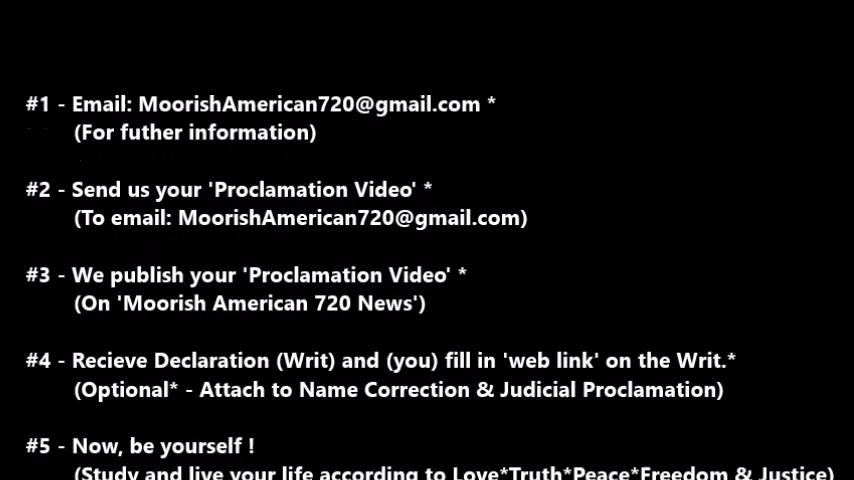 #1 - Email: MoorishAmerican720@gmail.com *
(For futher information)
#2 - Send us your 'Proclamation Video' *
(To email: MoorishAmerican720@gmail.com)
#3 - We publish your 'Proclamation Video' *
(On 'Moorish American 720 News')
#4 - Recieve Declaration (Writ) and (you) fill in 'web link' on the Writ.*
(Optional* - Attach to Name Correction & Judicial Proclamation)
#5 - Now, be yourself !
(Study and live your life according to Love*Truth*Peace*Freedom & Justice)